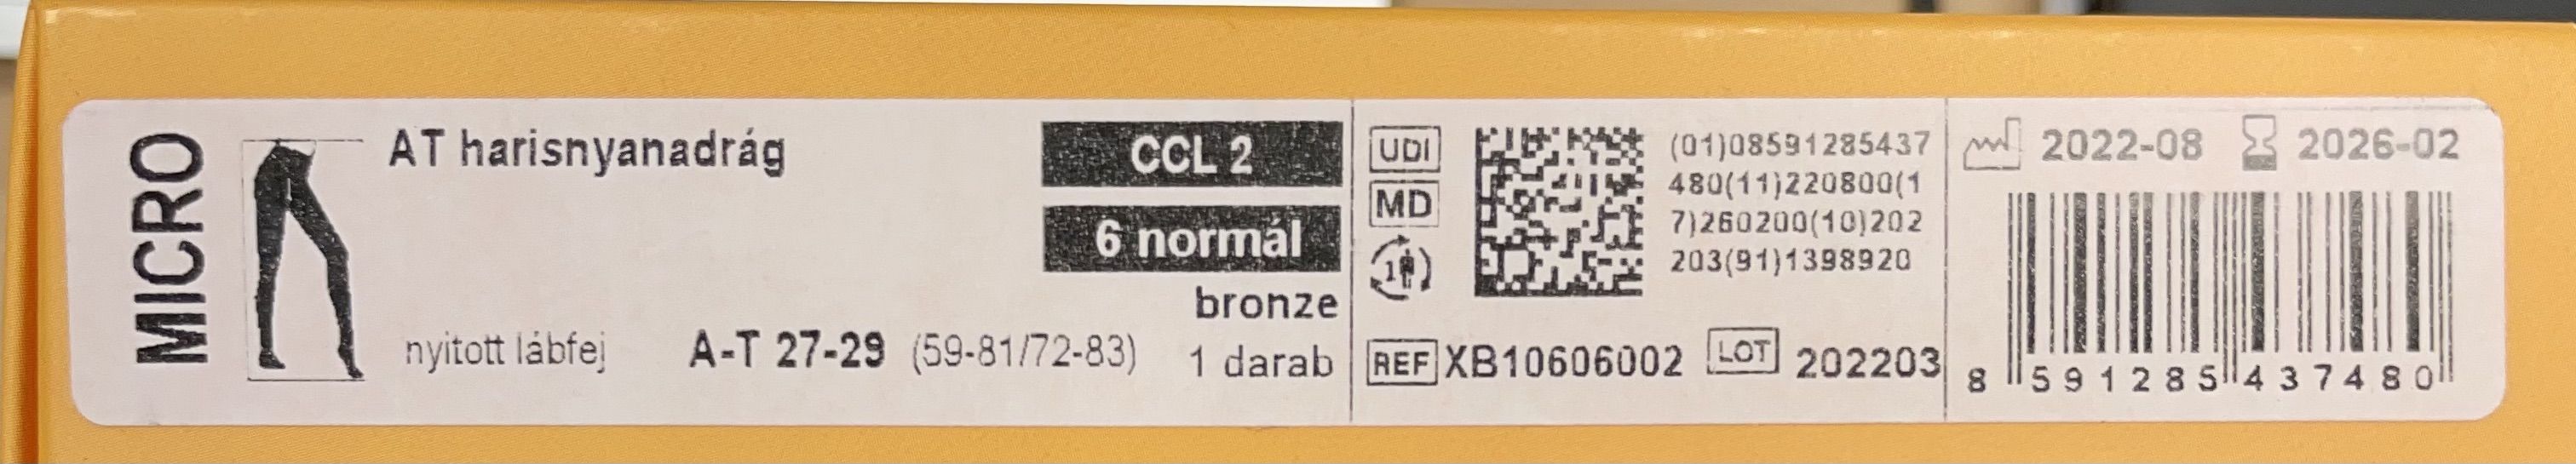 MICRO
AT harisnyanadrág
CCL 2
6 normál
bronze
nyitott lábfej A-T 27-29 (59-81/72-83) 1 darab
UDI
MD
1
(01)08591285437
480(11)220800(1
7)260200(10)202
203(91)1398920
REF XB10606002 LOT 202203
2022-08 2026-02
8 591285 437480